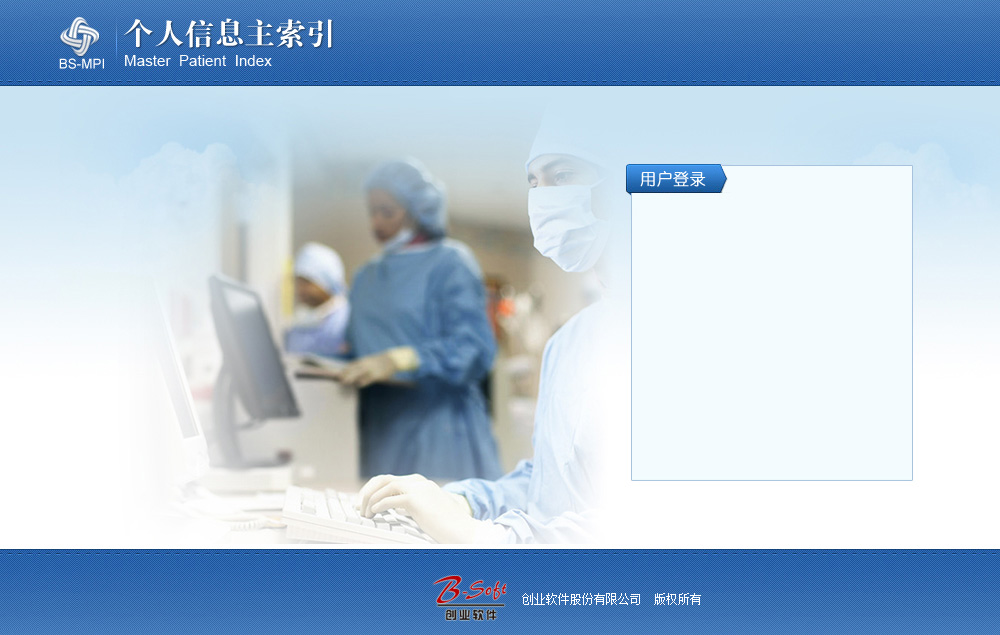 个人信息主索引
BS-MPI
Master Patient Index
用户登录
B-Soft
创业软件
创业软件股份有限公司 版权所有